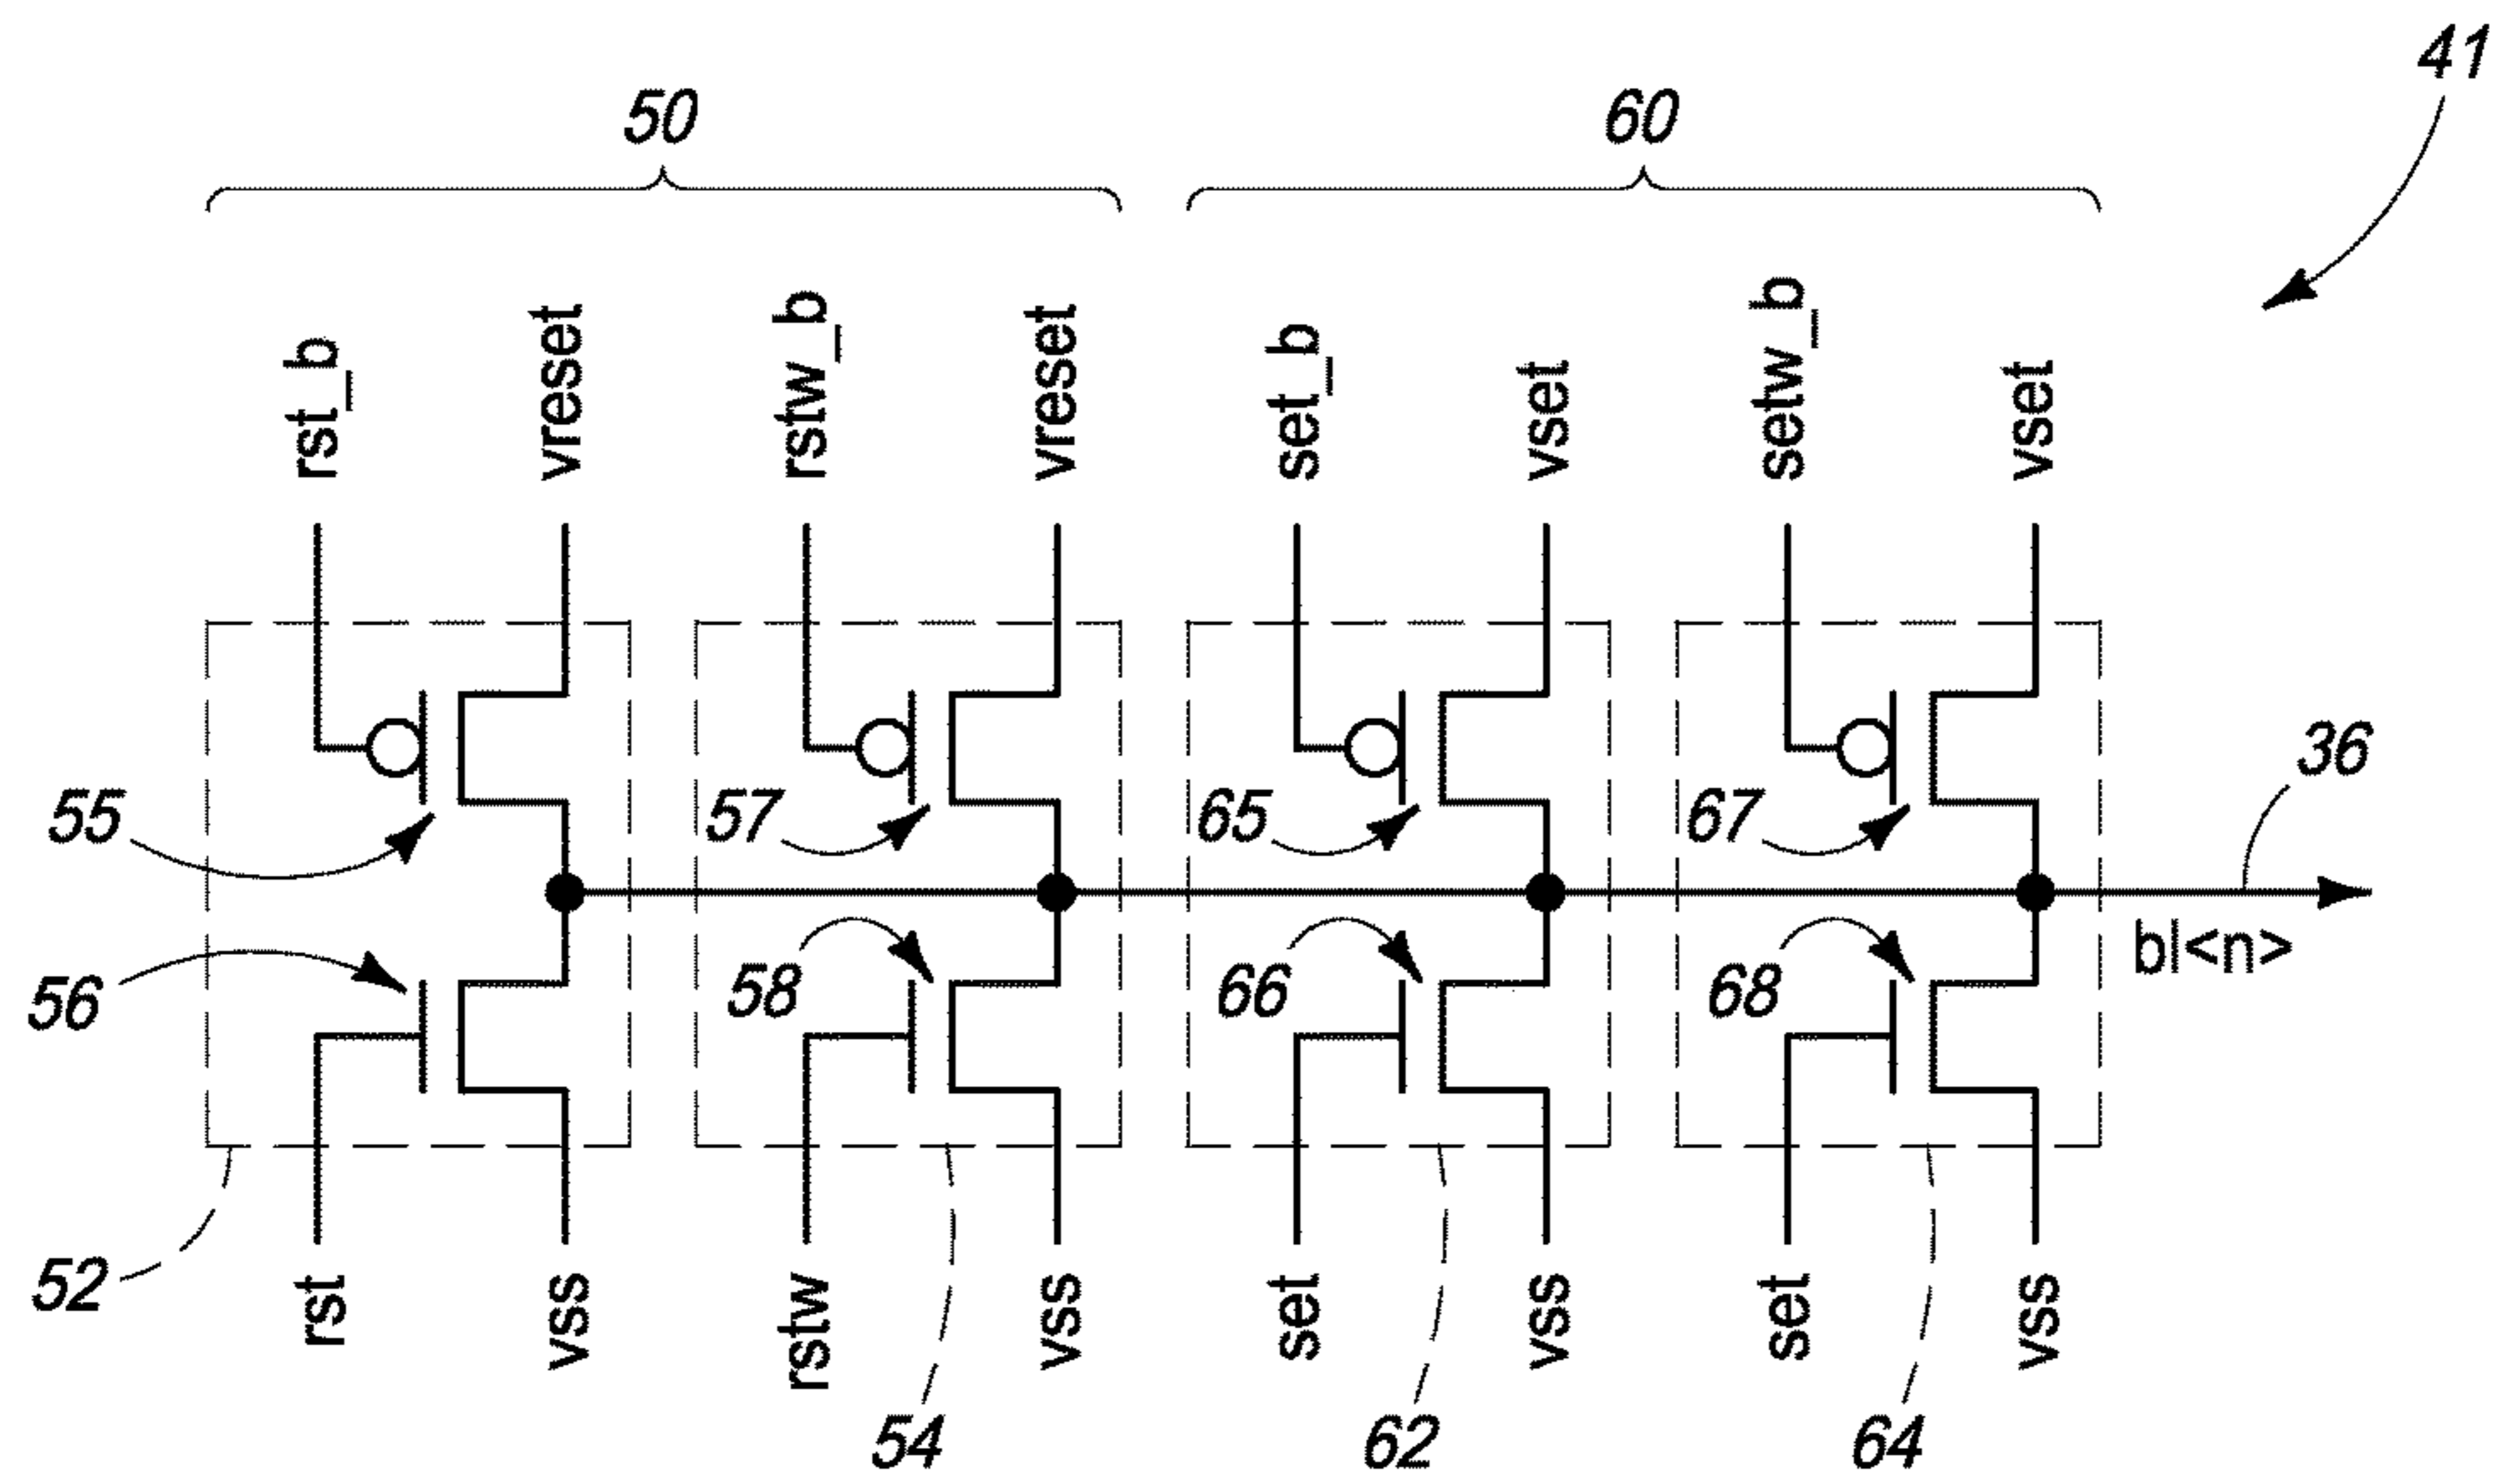 41
50
60
rst_b
vreset
rstw_b
vreset
set_b
vset
setw_b
vset
55
57
65
67
36
bl<n>
56
58
66
68
52
rst
vss
rstw
vss
set
vss
set
vss
54
62
64